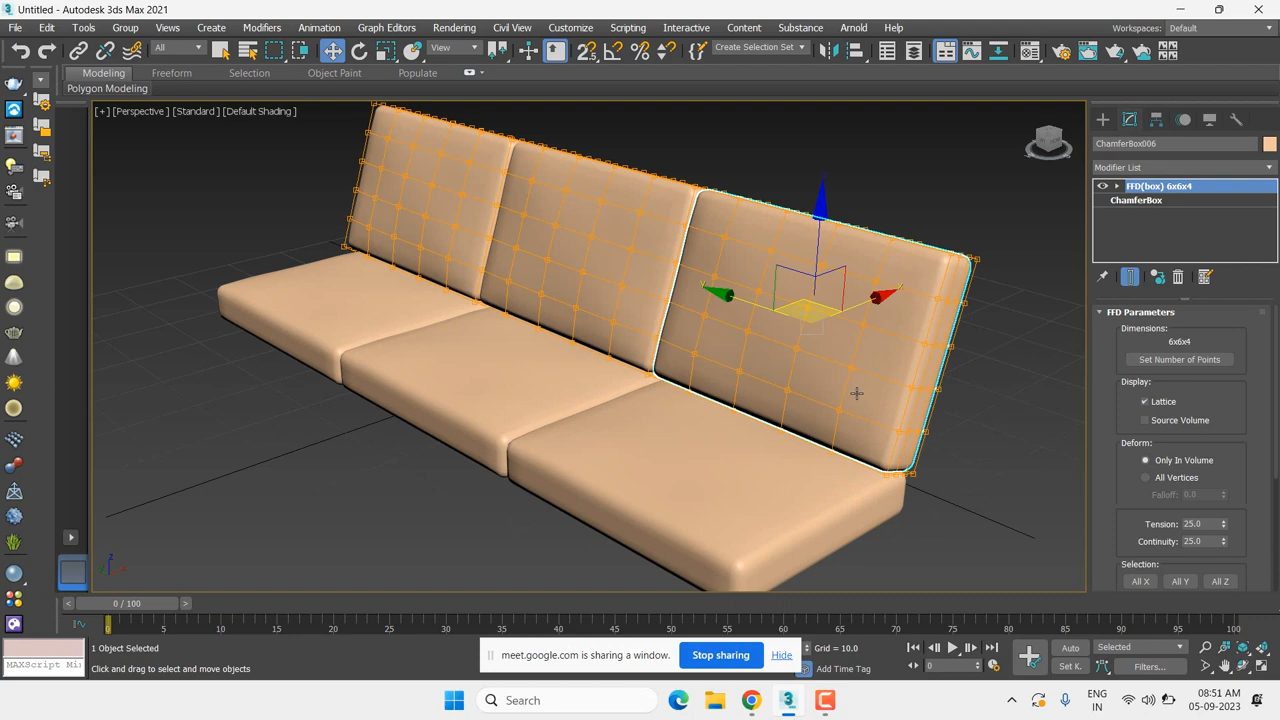 Untitled - Autodesk 3ds Max 2021
File Edit Tools Group Views Create Modifiers Animation Graph Editors Rendering Civil View Customize Scripting Interactive Content Substance Arnold Help
Workspaces: Default
All
View
Create Selection Set
Modeling Freeform Selection Object Paint Populate
Polygon Modeling
[+] [Perspective ] [Standard ] [Default Shading ]
ChamferBox006
Modifier List
FFD(box) 6x6x4
ChamferBox
FFD Parameters
Dimensions:
6x6x4
Set Number of Points
Display:
Lattice
Source Volume
Deform:
Only In Volume
All Vertices
Falloff: 0.0
Tension: 25.0
Continuity: 25.0
Selection:
All X All Y All Z
z
x
y
< 0 / 100 >
0 5 10 15 20 25 30 35 40 45 50 55 60 65 70 75 80 85 90 95 100
1 Object Selected
MAXScript Mi
Click and drag to select and move objects
meet.google.com is sharing a window. Stop sharing Hide
Grid = 10.0
Add Time Tag
0
Auto Selected
Set K. Filters...
Search
ENG
IN
08:51 AM
05-09-2023